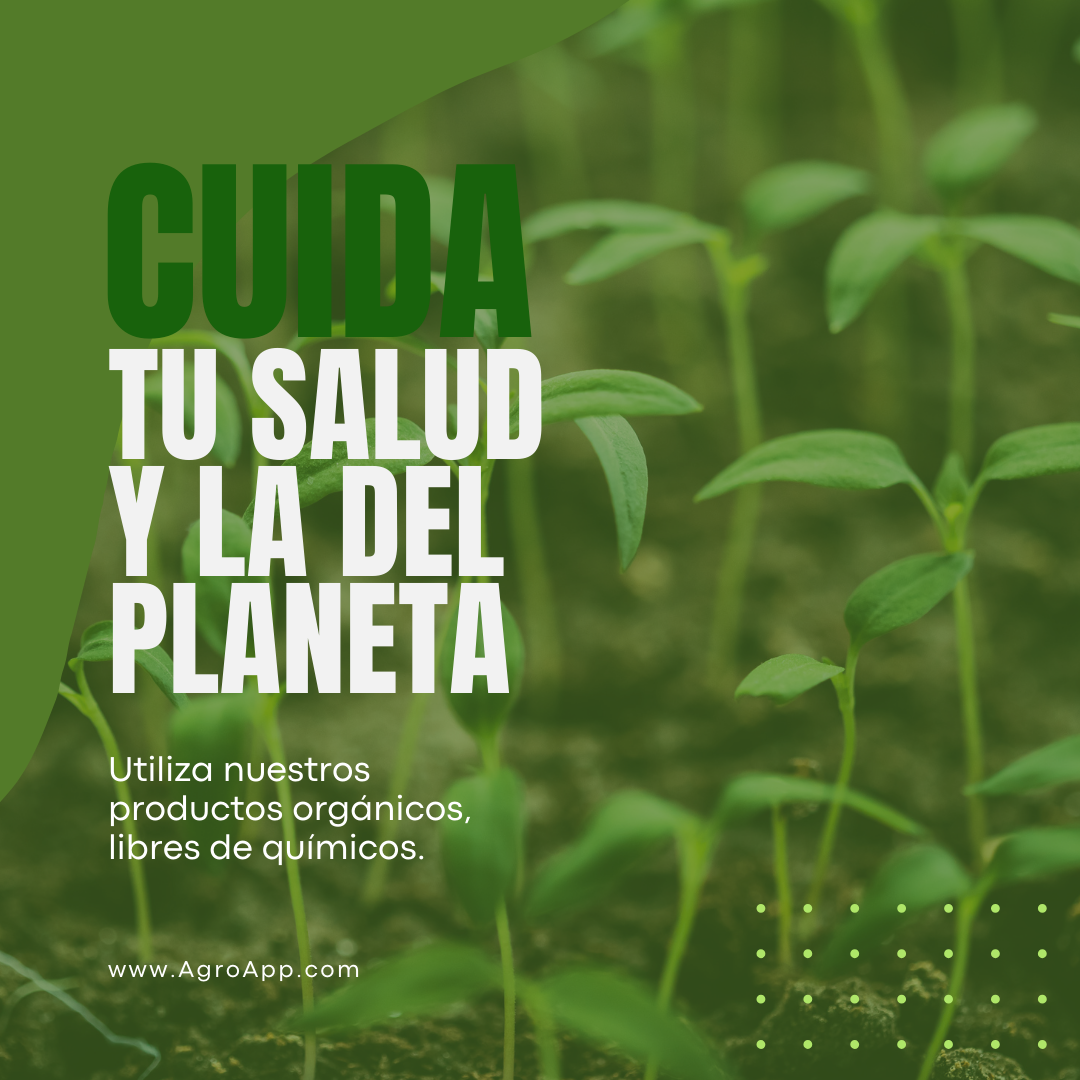 CUIDA
TU SALUD
Y LA DEL
PLANETA
Utiliza nuestros
productos orgánicos,
libres de químicos.
www.AgroApp.com